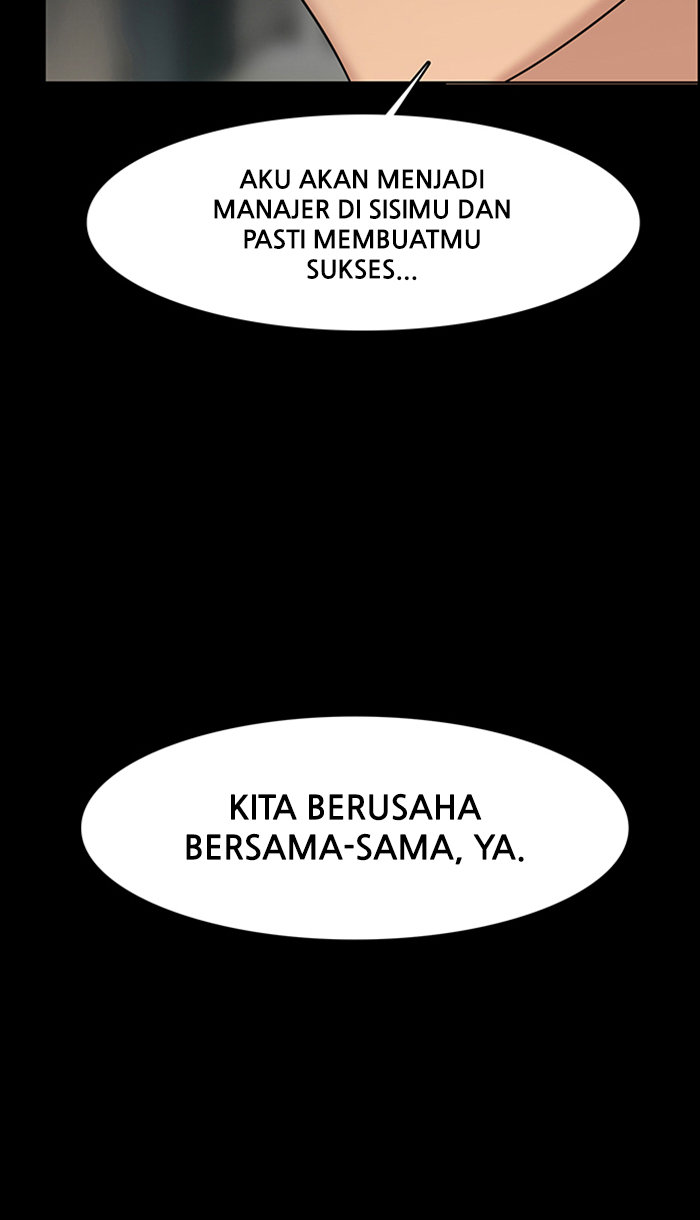 AKU AKAN MENJADI
MANAJER DI SISIMU DAN
PASTI MEMBUATMU
SUKSES...
KITA BERUSAHA
BERSAMA-SAMA, YA.